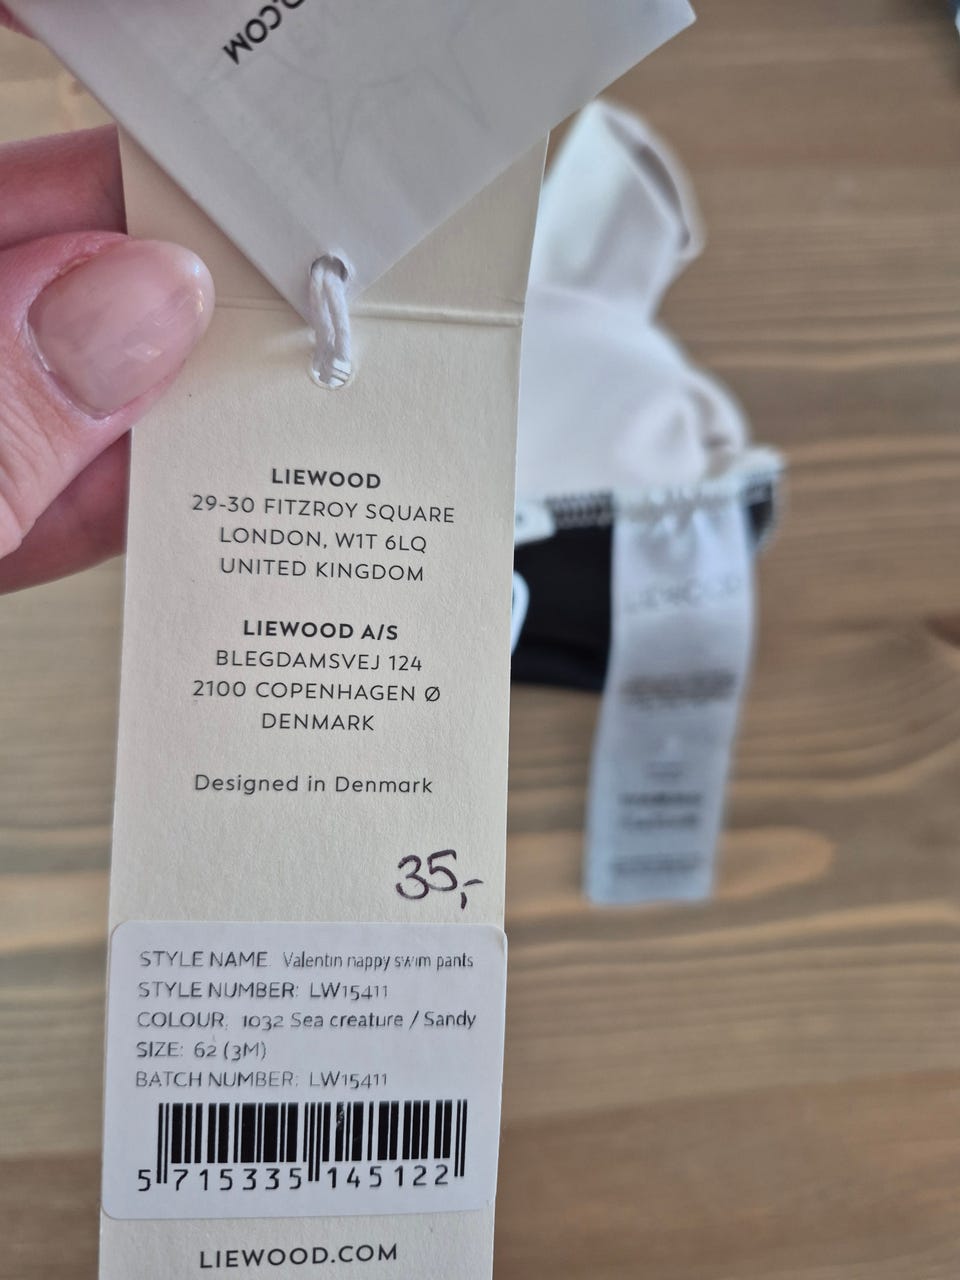 .COM
LIEWOOD
29-30 FITZROY SQUARE
LONDON, W1T 6LQ
UNITED KINGDOM
LIEWOOD A/S
BLEGDAMSVEJ 124
2100 COPENHAGEN Ø
DENMARK
Designed in Denmark
35,-
STYLE NAME: Valentin nappy swim pants
STYLE NUMBER: LW15411
COLOUR: 1032 Sea creature / Sandy
SIZE: 62 (3M)
BATCH NUMBER: LW15411
5 715335 145122
LIEWOOD.COM
LIEWOOD